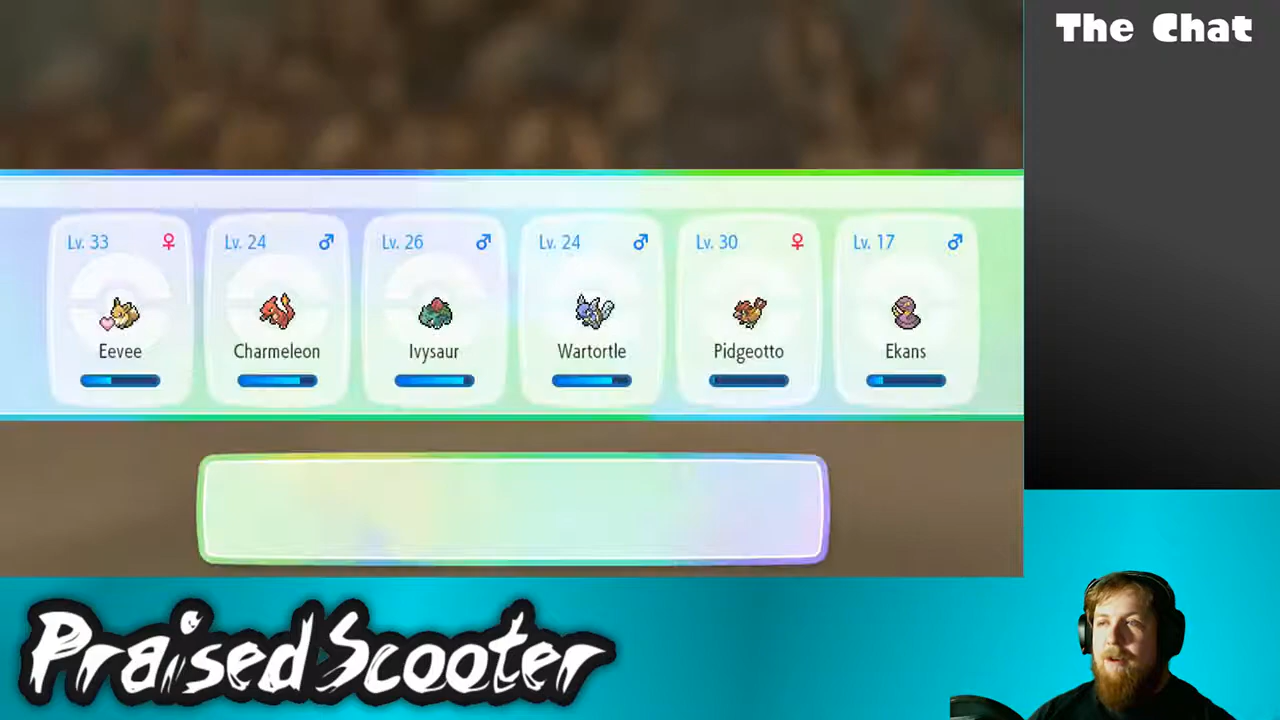 The Chat
Lv. 33 ♀ Lv. 24 ♂ Lv. 26 ♂ Lv. 24 ♂ Lv. 30 ♀ Lv. 17 ♂
Eevee Charmeleon Ivysaur Wartortle Pidgeotto Ekans
PraisedScooter